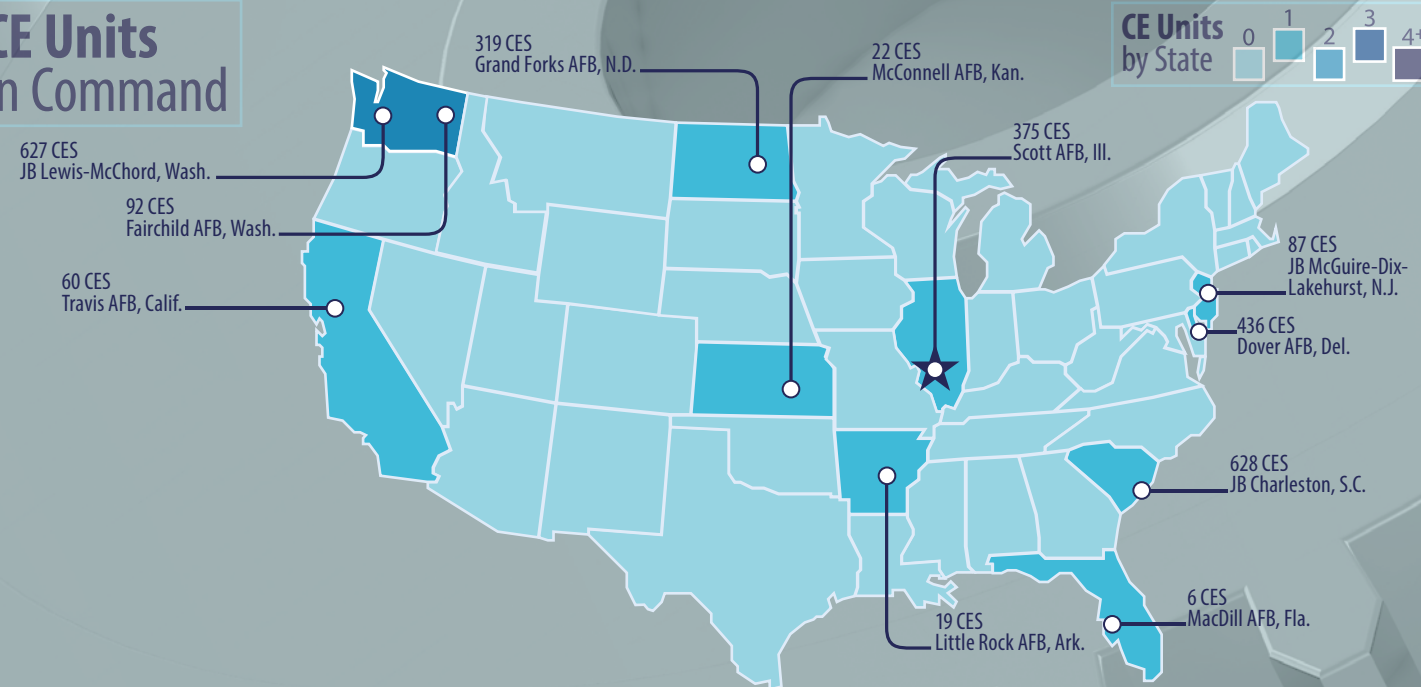 CE Units
n Command
CE Units
by State
0
1
2
3
4+
319 CES
Grand Forks AFB, N.D.
22 CES
McConnell AFB, Kan.
375 CES
Scott AFB, Ill.
627 CES
JB Lewis-McChord, Wash.
92 CES
Fairchild AFB, Wash.
60 CES
Travis AFB, Calif.
87 CES
JB McGuire-Dix-
Lakehurst, N.J.
436 CES
Dover AFB, Del.
628 CES
JB Charleston, S.C.
6 CES
MacDill AFB, Fla.
19 CES
Little Rock AFB, Ark.